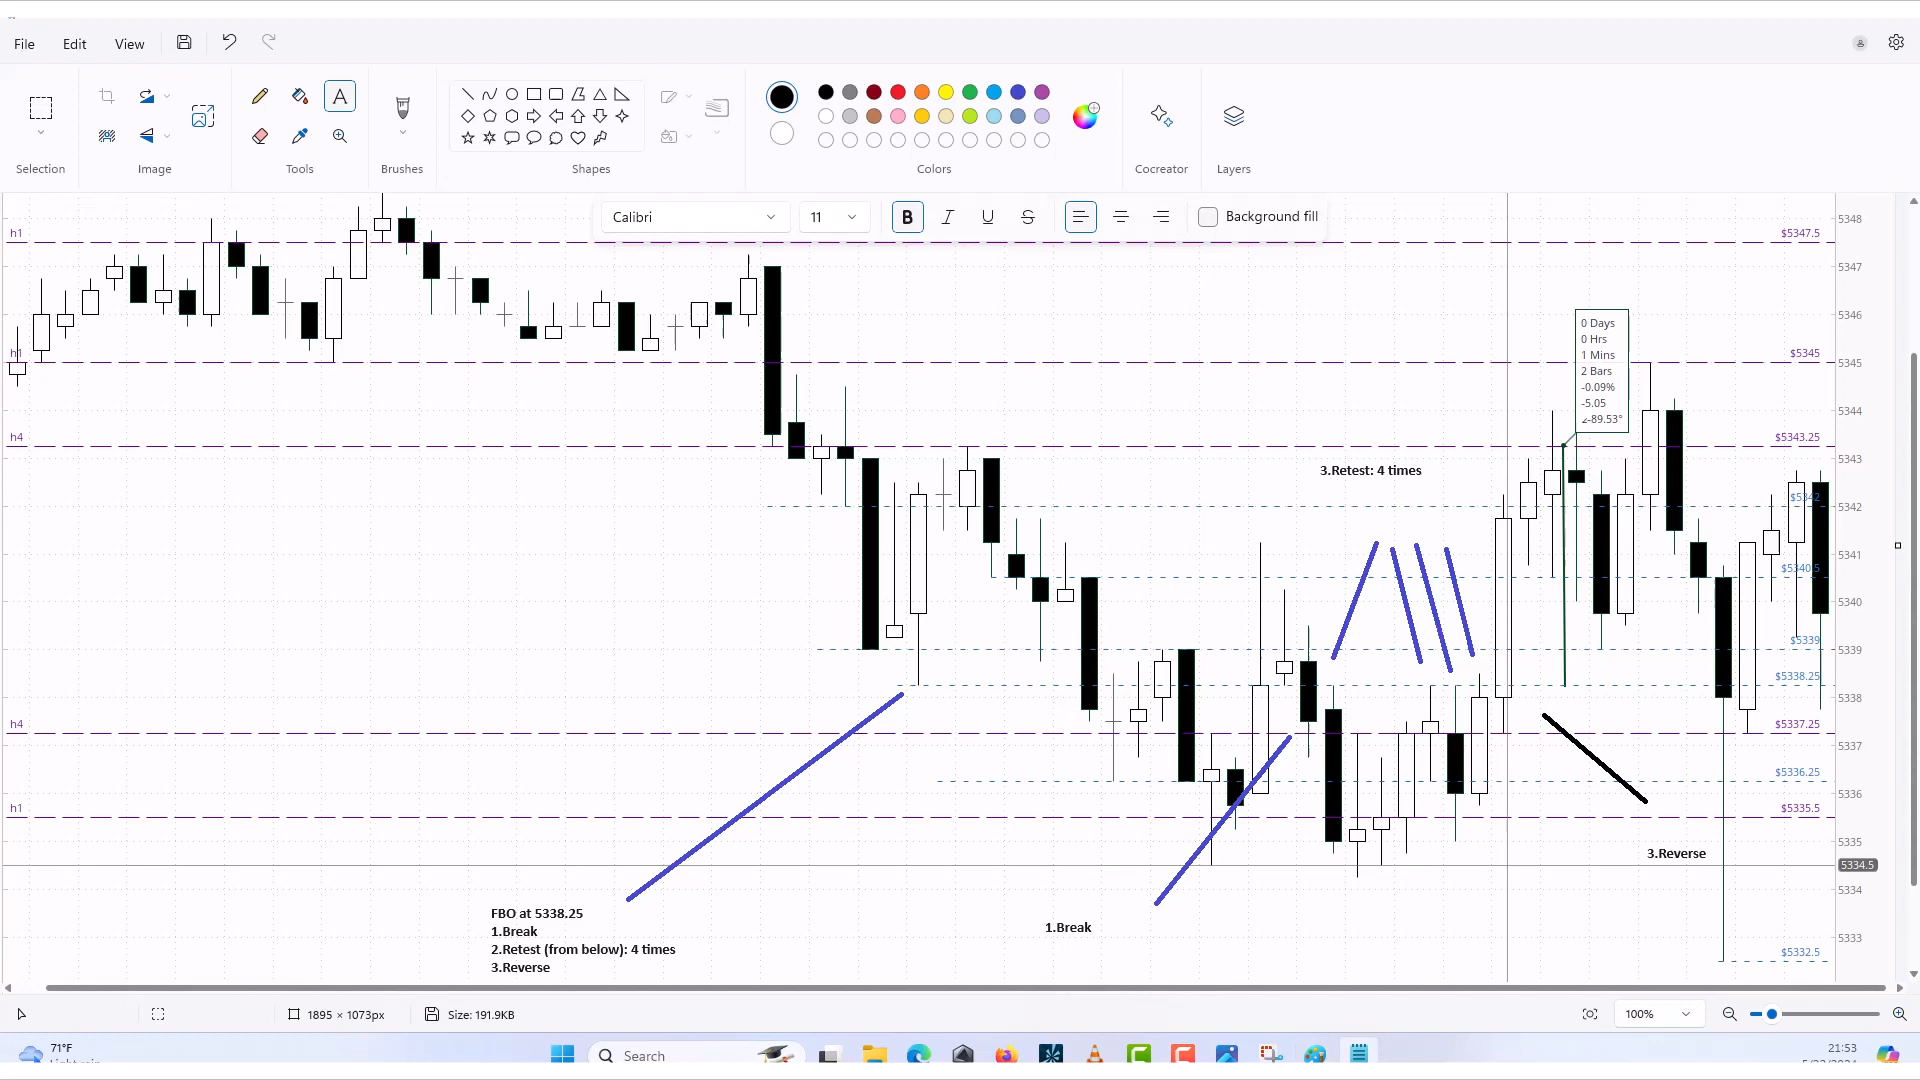 File Edit View
Selection Image Tools Brushes Shapes Colors Cocreator Layers
Calibri 11 B I U S Background fill
5348
h1 $5347.5
5347
5346
0 Days
0 Hrs
1 Mins
2 Bars
-0.09%
-5.05
∠-89.53°
h1 $5345
5345
5344
h4 $5343.25
5343
3.Retest: 4 times
$5342
5342
5341
$5340.5
5340
$5339
5339
$5338.25
5338
h4 $5337.25
5337
$5336.25
5336
h1 $5335.5
5335
3.Reverse
5334.5
5334
FBO at 5338.25
1.Break
2.Retest (from below): 4 times
3.Reverse
1.Break
5333
$5332.5
1895 × 1073px Size: 191.9KB 100%
71°F
Search
21:53